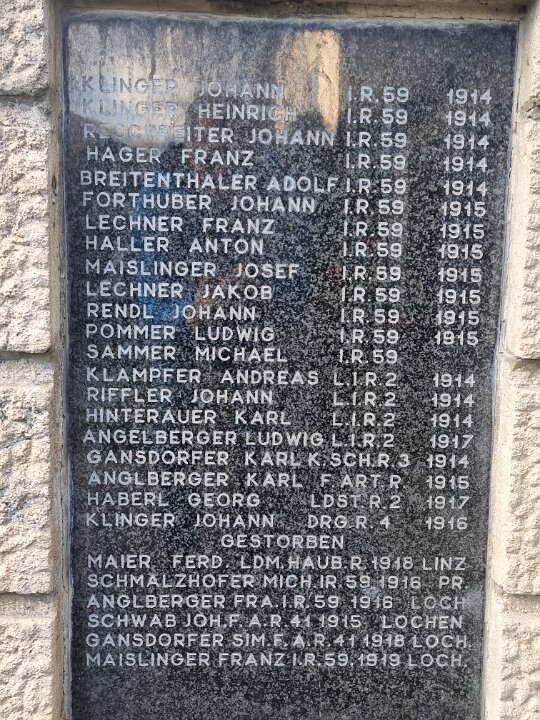 KLINGER JOHANN I.R.59 1914
KLINGER HEINRICH I.R.59 1914
JOHANN I.R.59 1914
HAGER FRANZ I.R.59 1914
BREITENTHALER ADOLF I.R.59 1914
FORTHUBER JOHANN I.R.59 1915
LECHNER FRANZ I.R.59 1915
HALLER ANTON I.R.59 1915
MAISLINGER JOSEF I.R.59 1915
LECHNER JAKOB I.R.59 1915
RENDL JOHANN I.R.59 1915
POMMER LUDWIG I.R.59 1915
SAMMER MICHAEL I.R.59
KLAMPFER ANDREAS L.I.R.2 1914
RIFFLER JOHANN L.I.R.2 1914
HINTERAUER KARL L.I.R.2 1914
ANGELBERGER LUDWIG L.I.R.2 1917
GANSDORFER KARL K.SCH.R.3 1914
ANGLBERGER KARL F ART.R. 1915
HABERL GEORG LDST.R.2 1917
KLINGER JOHANN DRG.R.4 1916
GESTORBEN
MAIER FERD. LDM.HAUB.R.1918 LINZ
SCHMALZHOFER MICH.IR.59 1916 PR.
ANGLBERGER FRA.I.R.59 1916 LOCH
SCHWAB JOH.F.A.R.41 1915 LOCHEN
GANSDORFER SIM.F.A.R.41 1918 LOCH.
MAISLINGER FRANZ I.R.59.1919 LOCH.